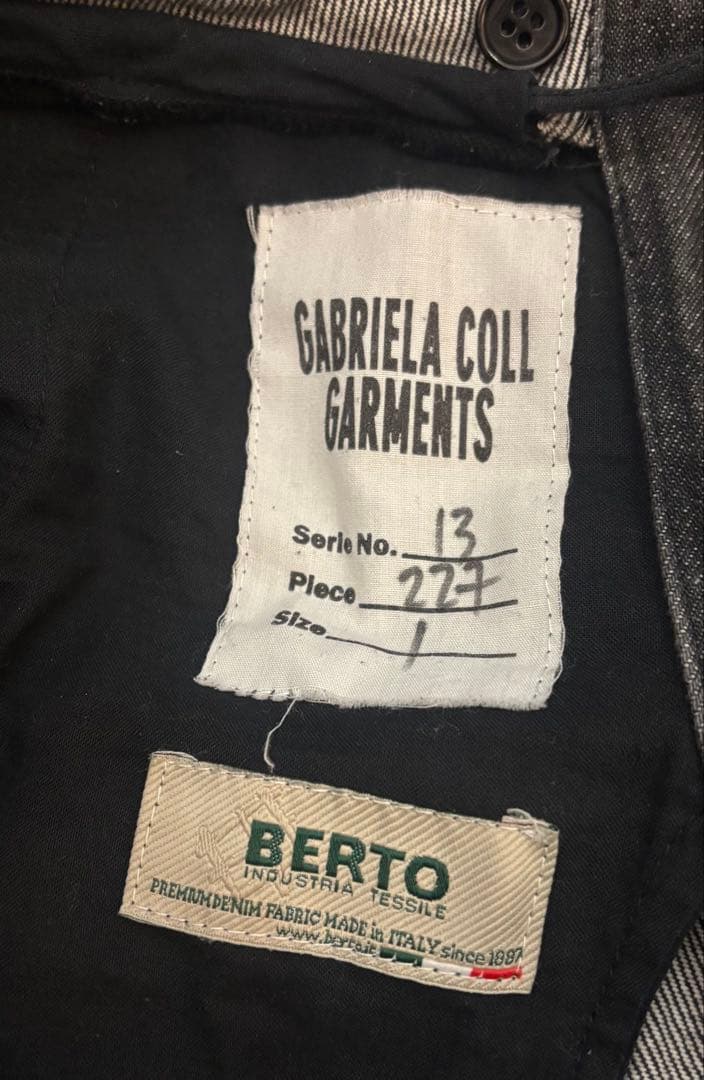 GABRIELA COLL
GARMENTS
Serie No. 13
Piece 227
Size 1
BERTO
INDUSTRIA TESSILE
PREMIUM DENIM FABRIC MADE in ITALY since 1887
www.berto.it